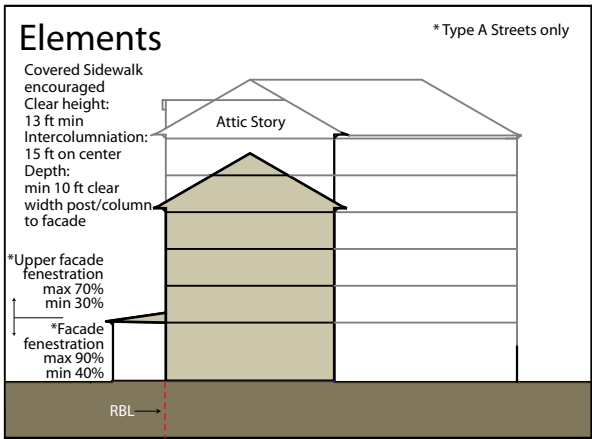 Elements
* Type A Streets only
Covered Sidewalk
encouraged
Clear height:
13 ft min
Intercolumniation:
15 ft on center
Depth:
min 10 ft clear
width post/column
to facade
Attic Story
*Upper facade
fenestration
max 70%
min 30%
*Facade
fenestration
max 90%
min 40%
RBL